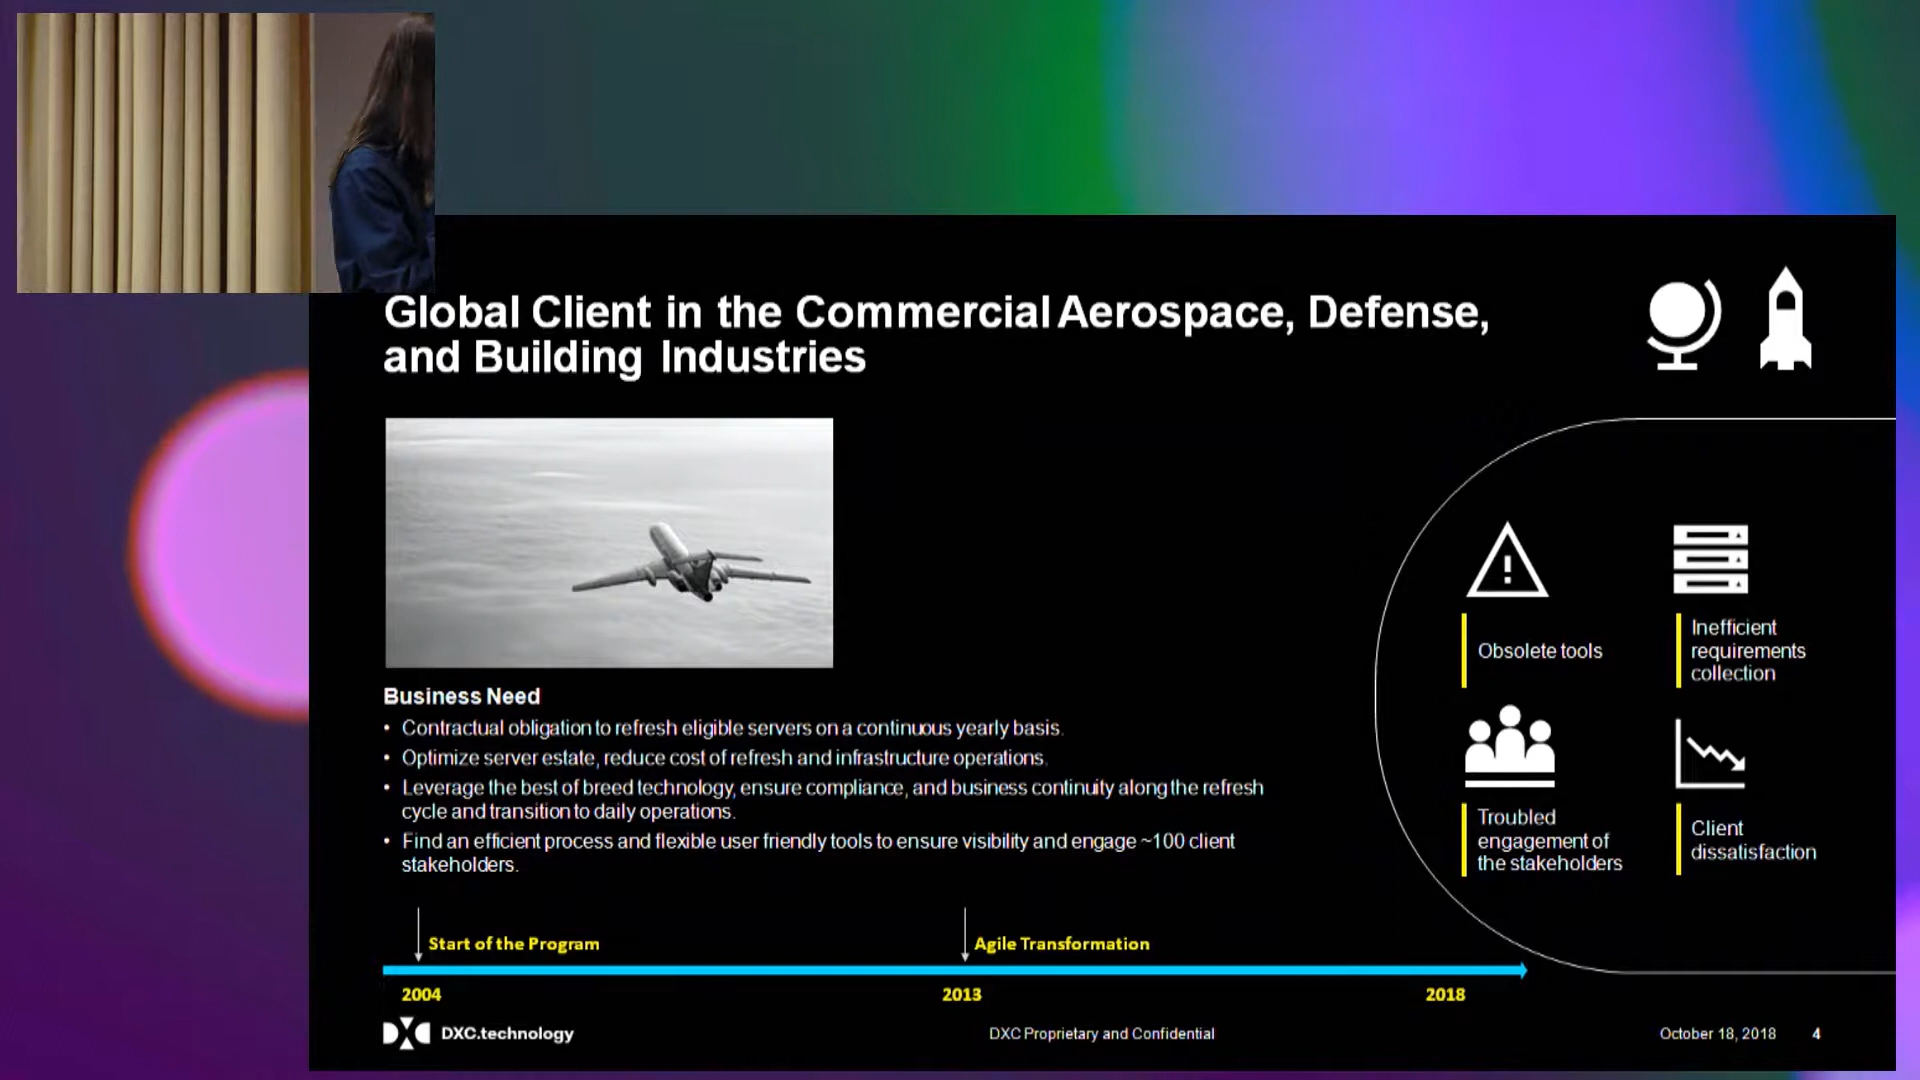 Global Client in the Commercial Aerospace, Defense,
and Building Industries
Business Need
• Contractual obligation to refresh eligible servers on a continuous yearly basis.
• Optimize server estate, reduce cost of refresh and infrastructure operations.
• Leverage the best of breed technology, ensure compliance, and business continuity along the refresh
cycle and transition to daily operations.
• Find an efficient process and flexible user friendly tools to ensure visibility and engage ~100 client
stakeholders.
Obsolete tools
Inefficient
requirements
collection
Troubled
engagement of
the stakeholders
Client
dissatisfaction
Start of the Program
Agile Transformation
2004
2013
2018
DXC.technology
DXC Proprietary and Confidential
October 18, 2018
4